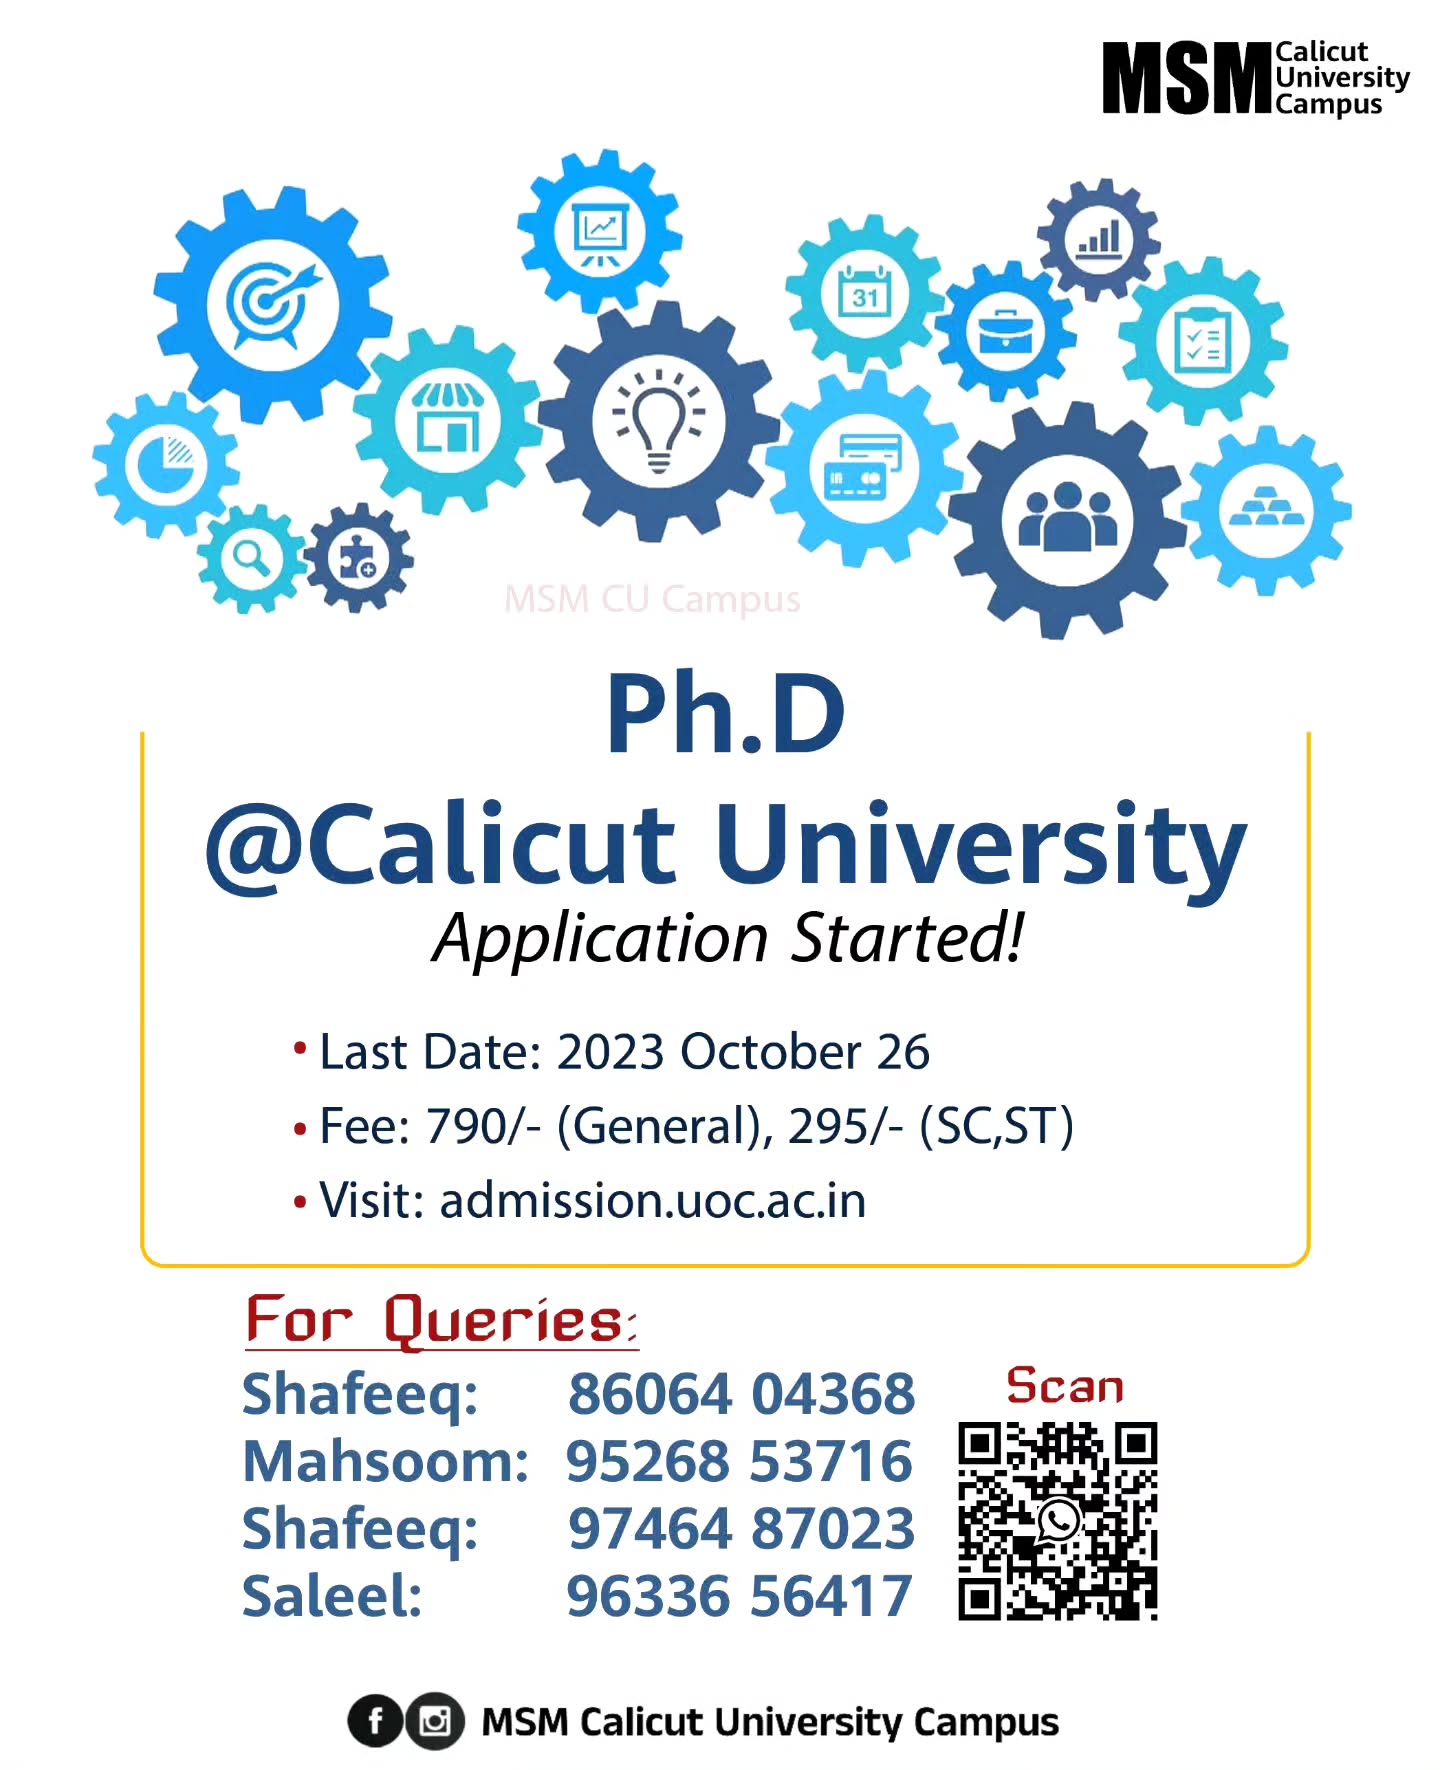 MSM Calicut
University
Campus
31
MSM CU Campus
Ph.D
@Calicut University
Application Started!
• Last Date: 2023 October 26
• Fee: 790/- (General), 295/- (SC,ST)
• Visit: admission.uoc.ac.in
For Queries:
Shafeeq: 86064 04368
Mahsoom: 95268 53716
Shafeeq: 97464 87023
Saleel: 96336 56417
Scan
MSM Calicut University Campus